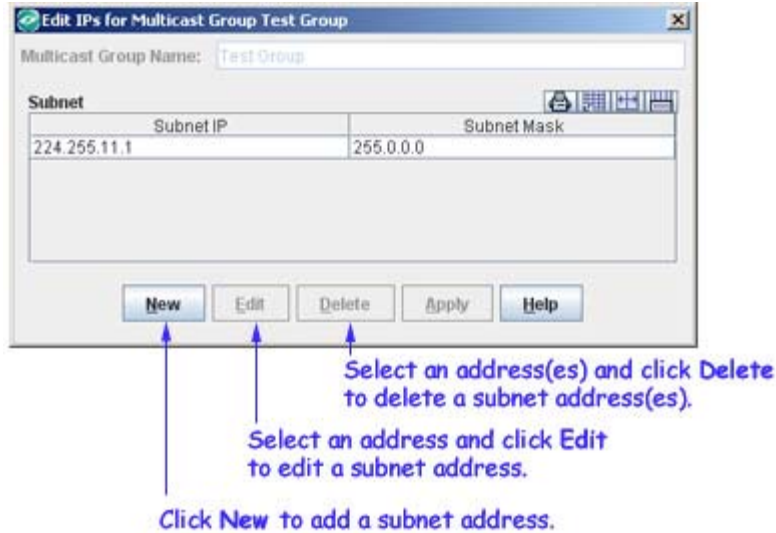 Edit IPs for Multicast Group Test Group
Multicast Group Name: Test Group
Subnet
Subnet IP Subnet Mask
224.255.11.1 255.0.0.0
New Edit Delete Apply Help
Select an address(es) and click Delete
to delete a subnet address(es).
Select an address and click Edit
to edit a subnet address.
Click New to add a subnet address.